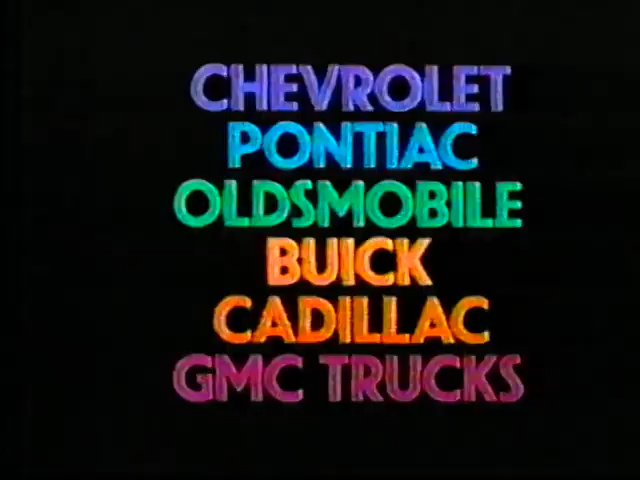 CHEVROLET
PONTIAC
OLDSMOBILE
BUICK
CADILLAC
GMC TRUCKS